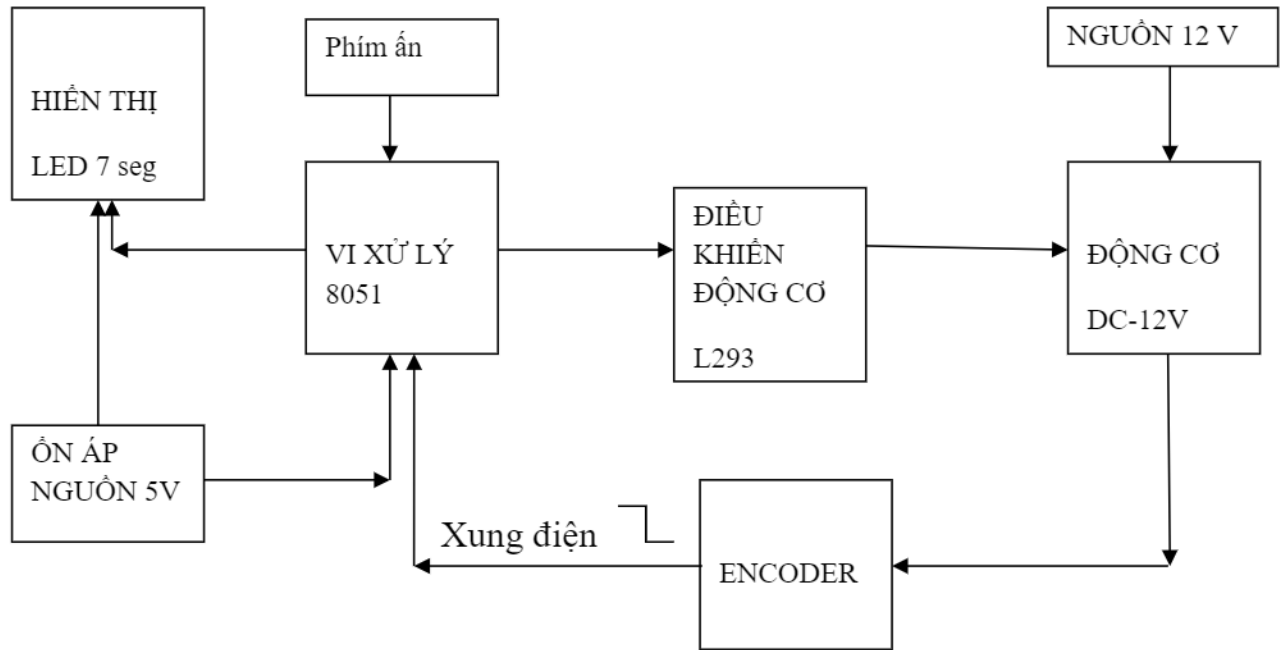 HIỂN THỊ
LED 7 seg
Phím ấn
NGUỒN 12 V
VI XỬ LÝ
8051
ĐIỀU
KHIỂN
ĐỘNG CƠ
L293
ĐỘNG CƠ
DC-12V
ỔN ÁP
NGUỒN 5V
Xung điện
ENCODER